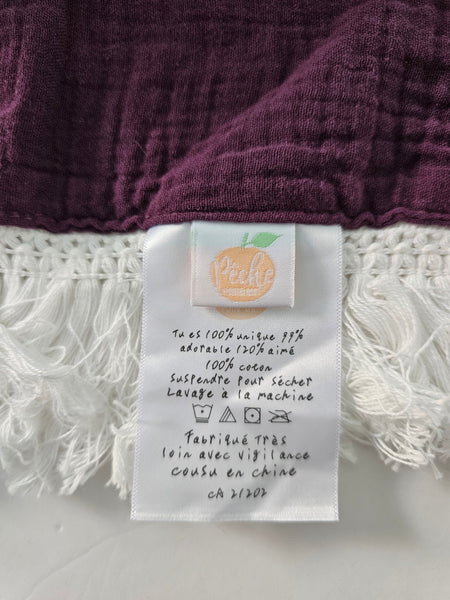 Pêche
Tu es 100% unique 99%
adorable 120% aimé
100% coton
Suspendre pour sécher
Lavage à la machine
Fabriqué Très
loin avec vigilance
cousu en chine
CA 21202